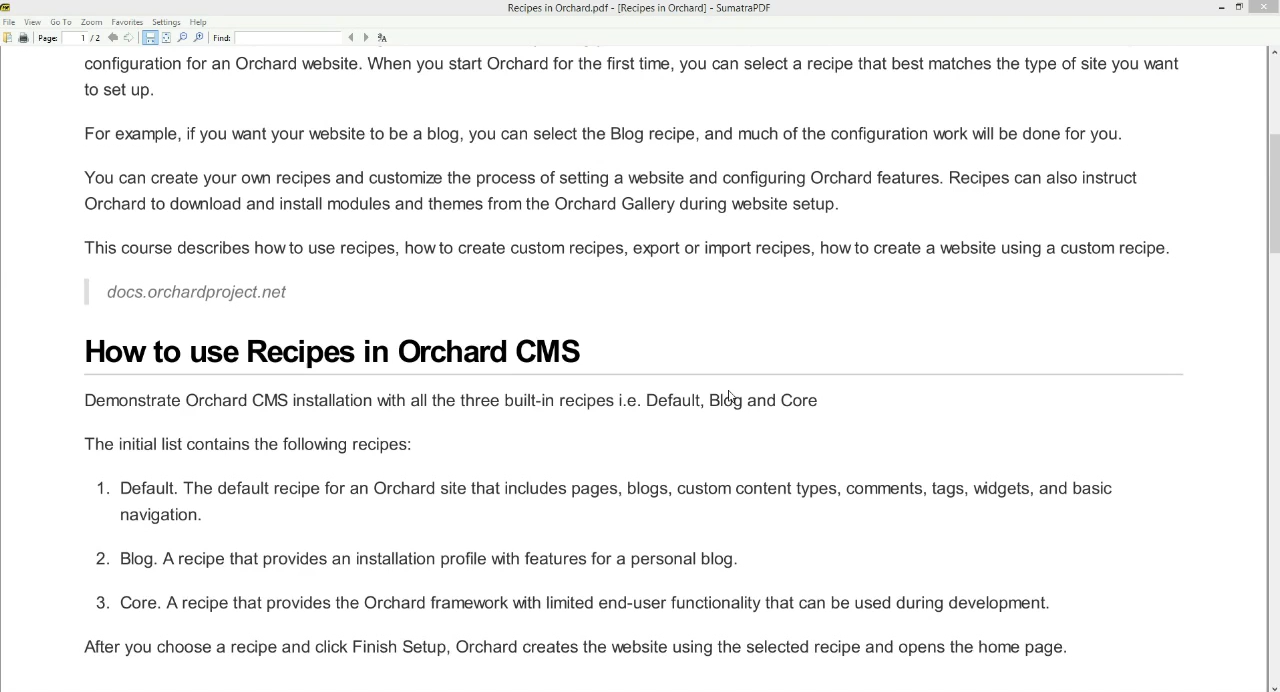 Recipes in Orchard.pdf - [Recipes in Orchard] - SumatraPDF
File View Go To Zoom Favorites Settings Help
Page: 1 / 2 Find:
configuration for an Orchard website. When you start Orchard for the first time, you can select a recipe that best matches the type of site you want
to set up.
For example, if you want your website to be a blog, you can select the Blog recipe, and much of the configuration work will be done for you.
You can create your own recipes and customize the process of setting a website and configuring Orchard features. Recipes can also instruct
Orchard to download and install modules and themes from the Orchard Gallery during website setup.
This course describes how to use recipes, how to create custom recipes, export or import recipes, how to create a website using a custom recipe.
docs.orchardproject.net
How to use Recipes in Orchard CMS
Demonstrate Orchard CMS installation with all the three built-in recipes i.e. Default, Blog and Core
The initial list contains the following recipes:
1. Default. The default recipe for an Orchard site that includes pages, blogs, custom content types, comments, tags, widgets, and basic
navigation.
2. Blog. A recipe that provides an installation profile with features for a personal blog.
3. Core. A recipe that provides the Orchard framework with limited end-user functionality that can be used during development.
After you choose a recipe and click Finish Setup, Orchard creates the website using the selected recipe and opens the home page.